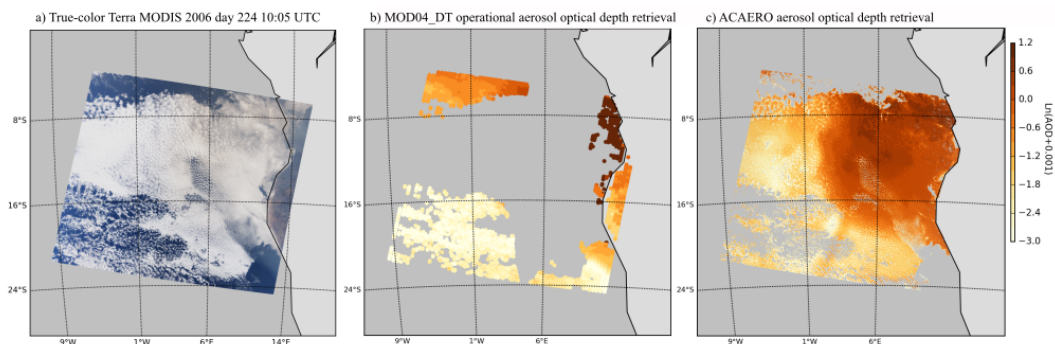 a) True-color Terra MODIS 2006 day 224 10:05 UTC
b) MOD04_DT operational aerosol optical depth retrieval
c) ACAERO aerosol optical depth retrieval
8°S
16°S
24°S
9°W
1°W
6°E
14°E
8°S
16°S
24°S
9°W
1°W
6°E
8°S
16°S
24°S
9°W
1°W
6°E
1.2
0.6
0.0
−0.6
−1.2
−1.8
−2.4
−3.0
Ln(AOD+0.001)